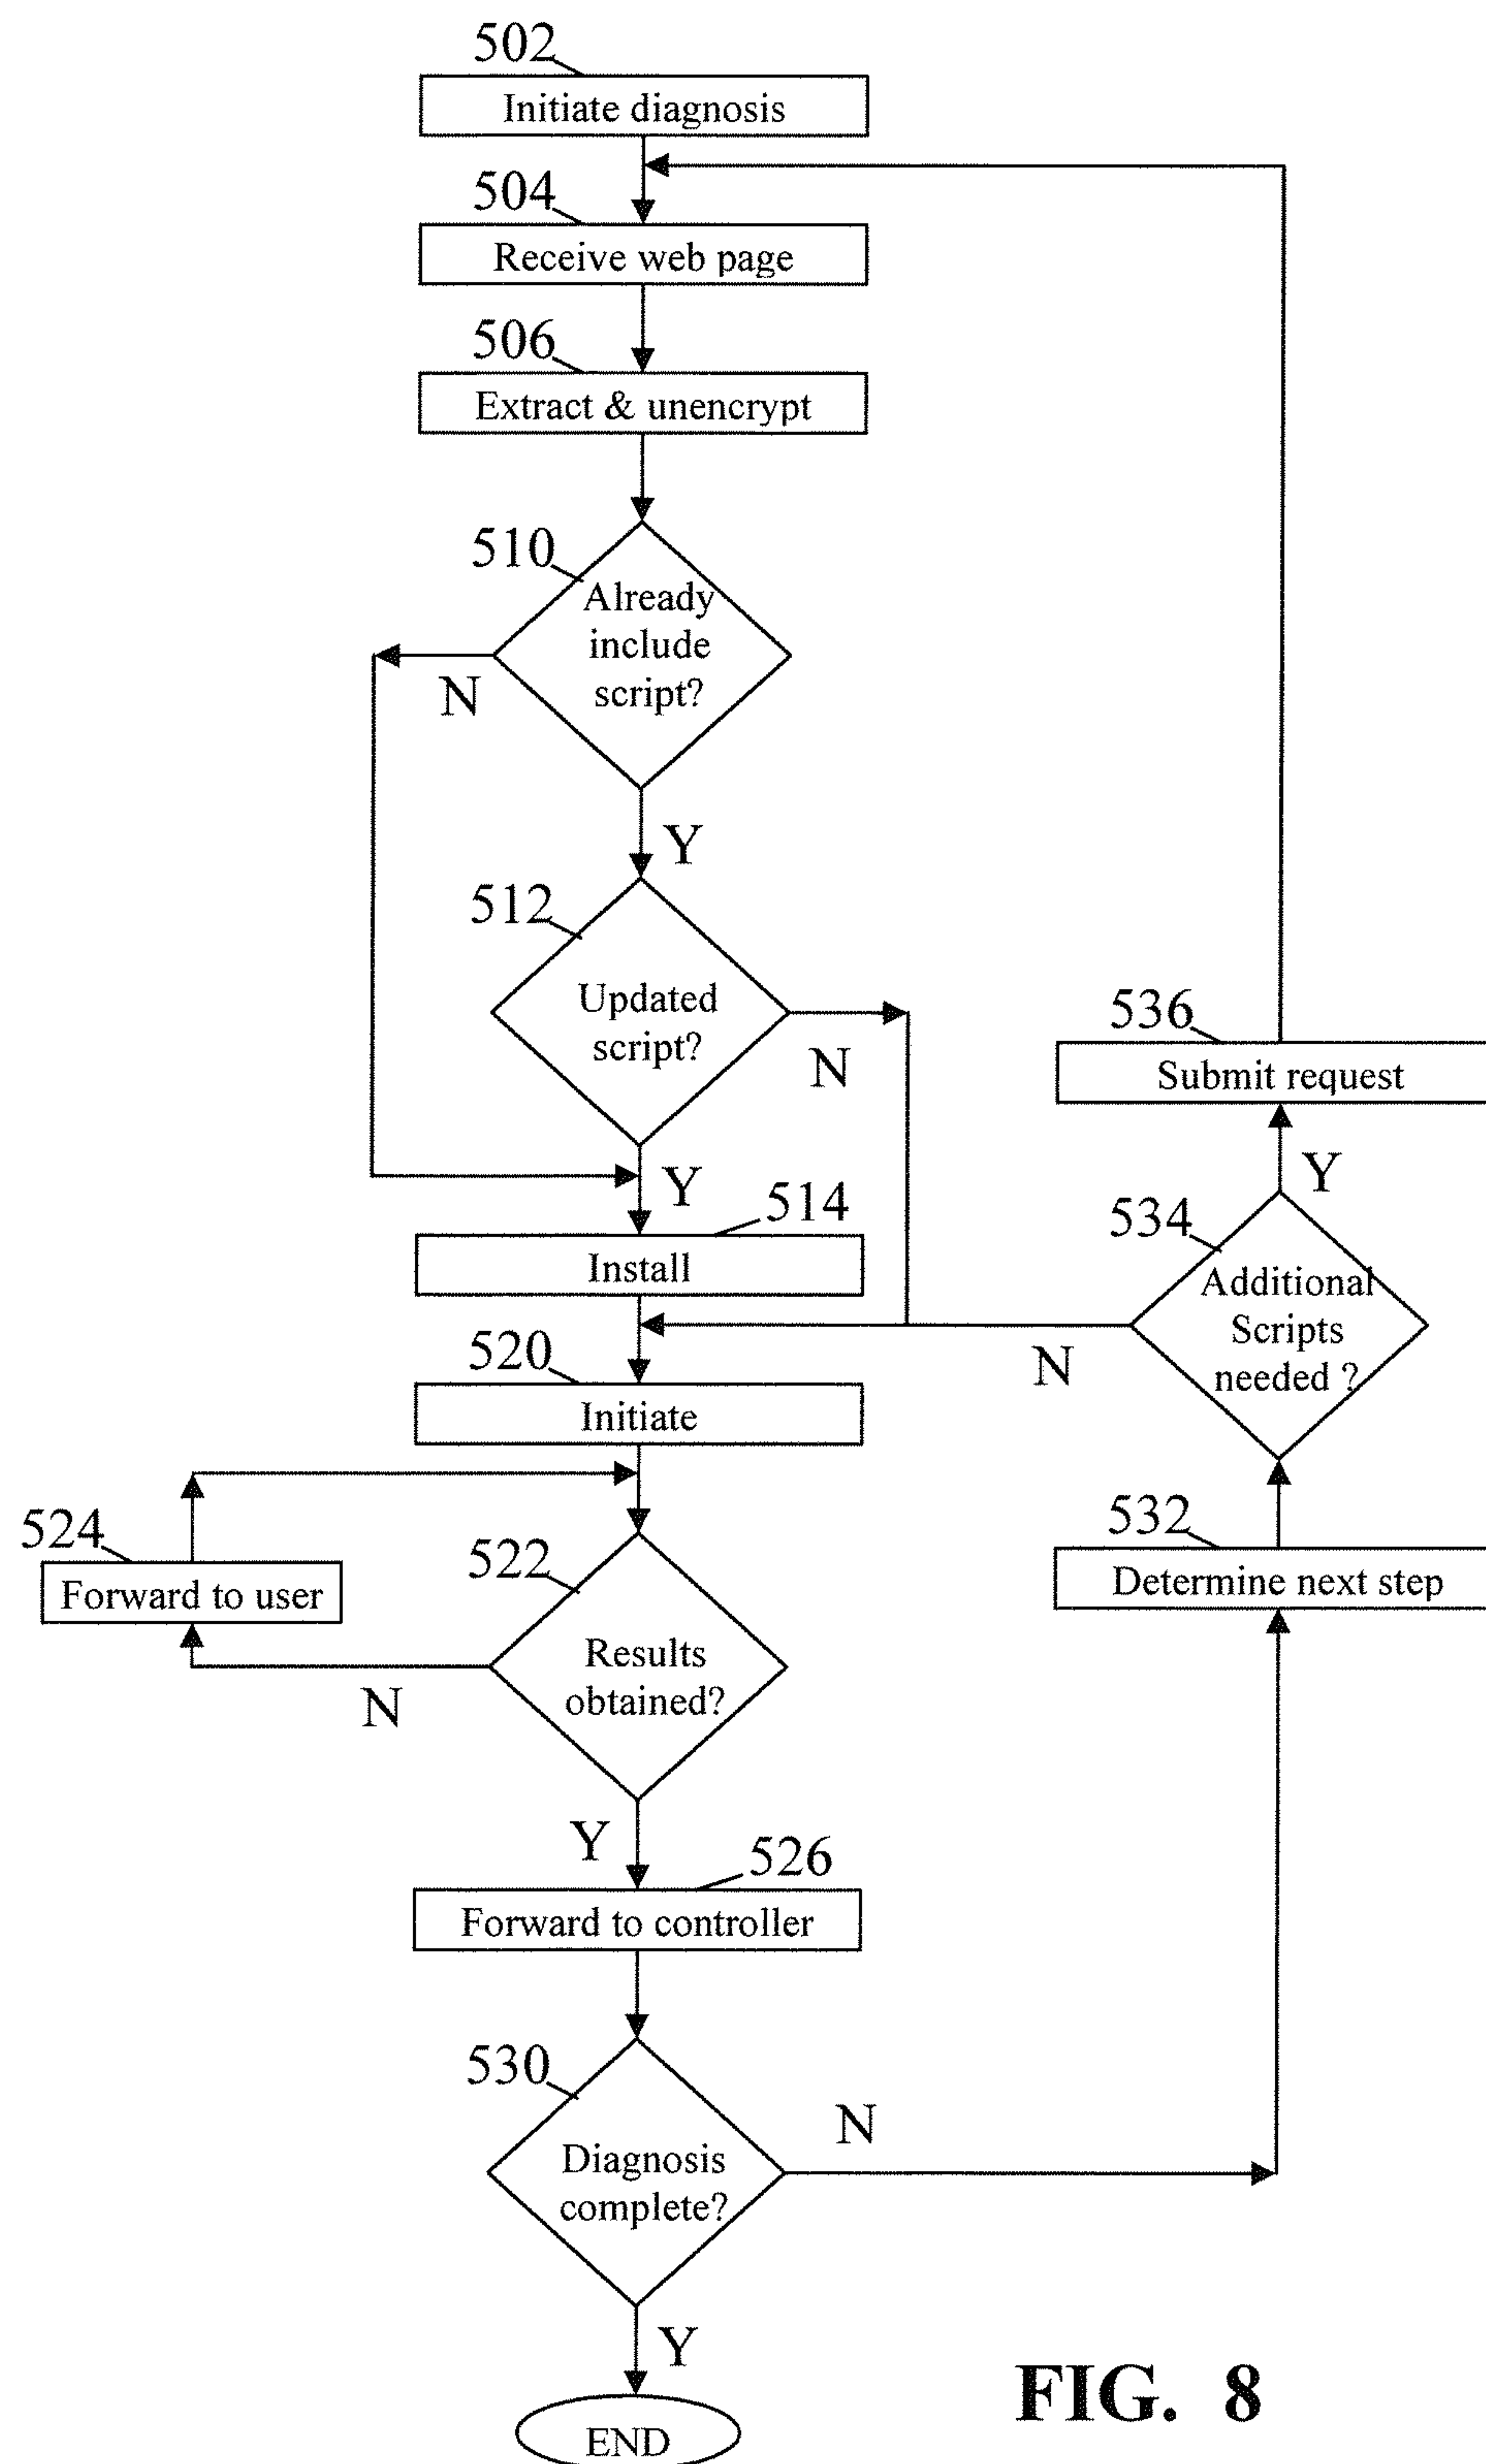 502
Initiate diagnosis
504
Receive web page
506
Extract & unencrypt
510
Already
include
script?
N
Y
512
Updated
script?
N
Y
514
Install
520
Initiate
522
Results
obtained?
N
524
Forward to user
Y
526
Forward to controller
530
Diagnosis
complete?
N
Y
END
532
Determine next step
534
Additional
Scripts
needed ?
N
Y
536
Submit request
FIG. 8